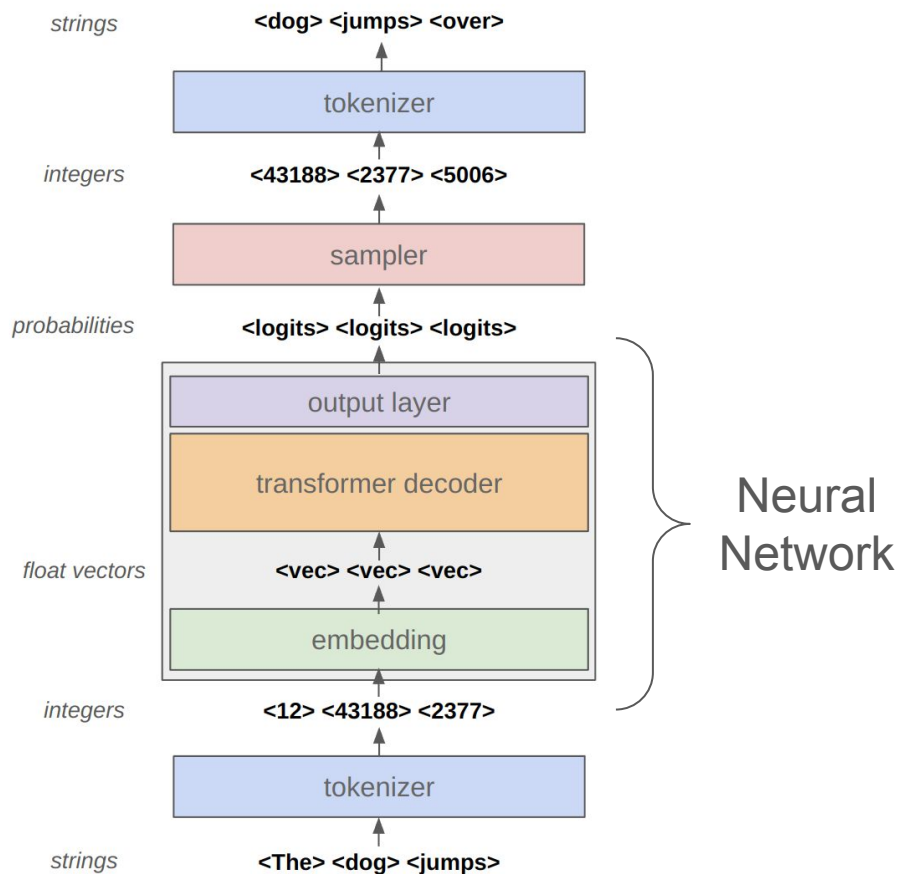 strings <dog> <jumps> <over>
tokenizer
integers <43188> <2377> <5006>
sampler
probabilities <logits> <logits> <logits>
output layer
transformer decoder
Neural
Network
float vectors <vec> <vec> <vec>
embedding
integers <12> <43188> <2377>
tokenizer
strings <The> <dog> <jumps>